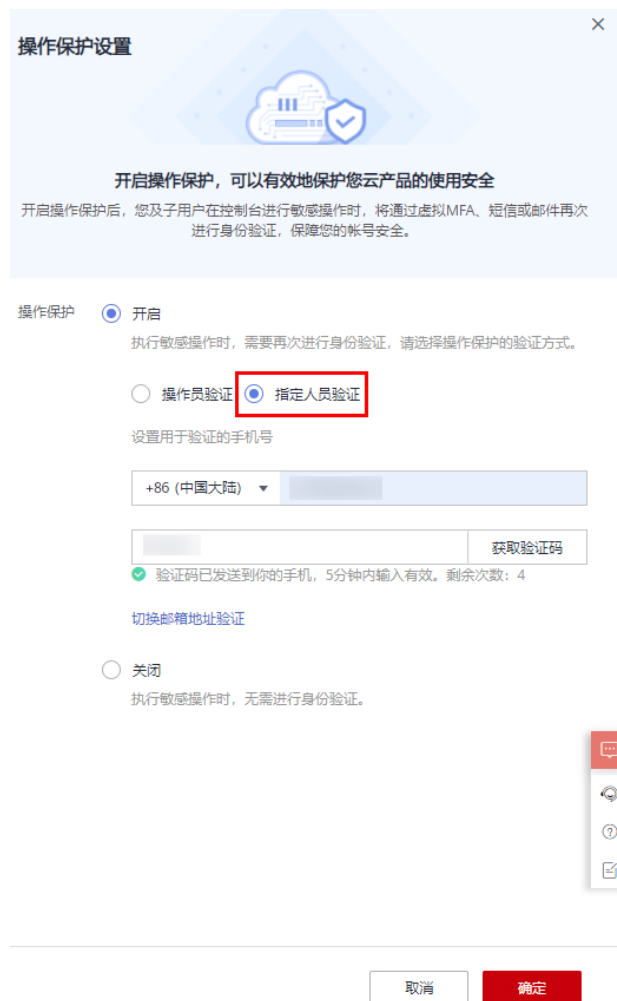 操作保护设置
开启操作保护，可以有效地保护您云产品的使用安全
开启操作保护后，您及子用户在控制台进行敏感操作时，将通过虚拟MFA、短信或邮件再次
进行身份验证，保障您的帐号安全。
操作保护 开启
执行敏感操作时，需要再次进行身份验证，请选择操作保护的验证方式。
操作员验证 指定人员验证
设置用于验证的手机号
+86 (中国大陆)
获取验证码
验证码已发送到你的手机，5分钟内输入有效。剩余次数：4
切换邮箱地址验证
关闭
执行敏感操作时，无需进行身份验证。
取消 确定